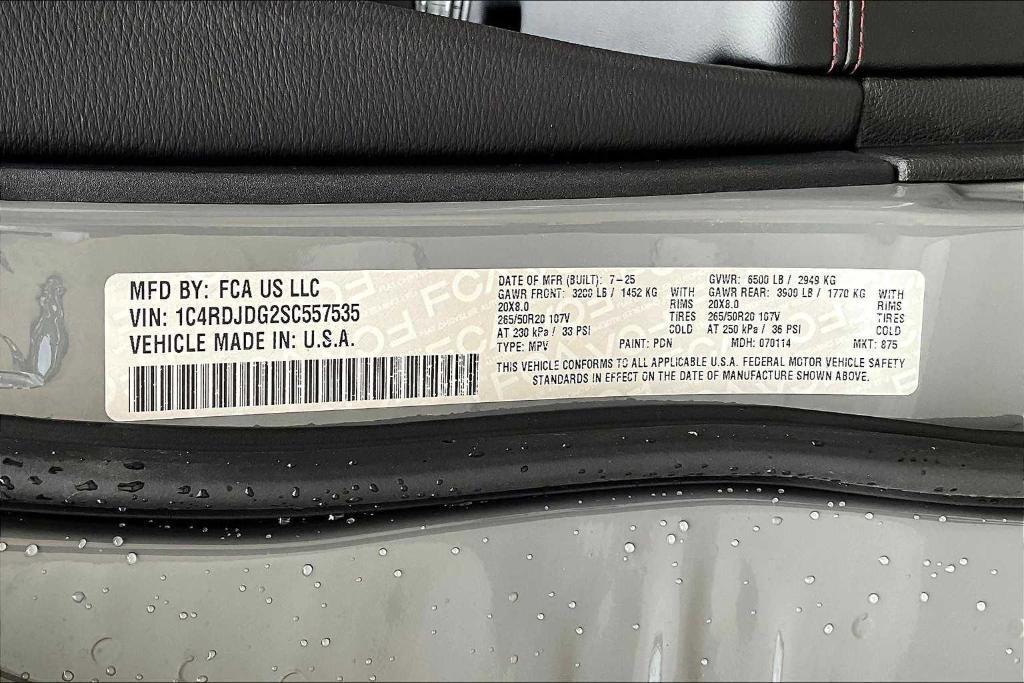 MFD BY: FCA US LLC
VIN: 1C4RDJDG2SC557535
VEHICLE MADE IN: U.S.A.
DATE OF MFR (BUILT): 7-25
GAWR FRONT: 3200 LB / 1452 KG WITH
20X8.0 RIMS
265/50R20 107V TIRES
AT 230 kPa / 33 PSI COLD
TYPE: MPV PAINT: PDN
GVWR: 6500 LB / 2949 KG
GAWR REAR: 3900 LB / 1770 KG WITH
20X8.0 RIMS
265/50R20 107V TIRES
AT 250 kPa / 36 PSI COLD
MDH: 070114 MKT: 875
THIS VEHICLE CONFORMS TO ALL APPLICABLE U.S.A. FEDERAL MOTOR VEHICLE SAFETY
STANDARDS IN EFFECT ON THE DATE OF MANUFACTURE SHOWN ABOVE.